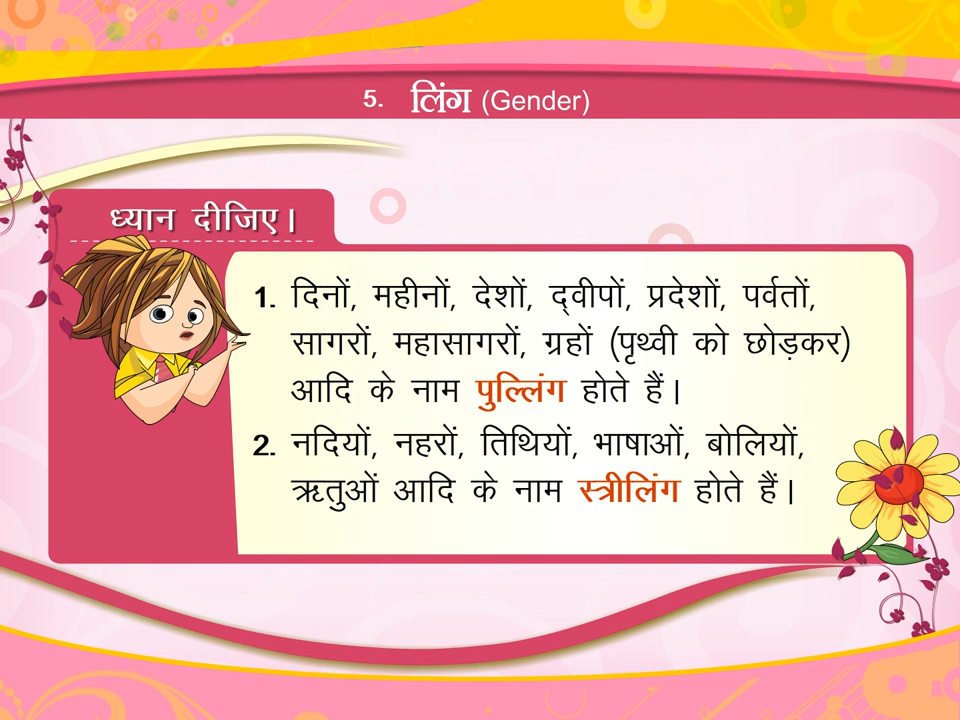 5. लिंग (Gender)
ध्यान दीजिए।
1. दिनों, महीनों, देशों, द्‌वीपों, प्रदेशों, पर्वतों,
सागरों, महासागरों, ग्रहों (पृथ्वी को छोड़कर)
आदि के नाम पुल्लिंग होते हैं।
2. नदियों, नहरों, तिथियों, भाषाओं, बोलियों,
ऋतुओं आदि के नाम स्त्रीलिंग होते हैं।